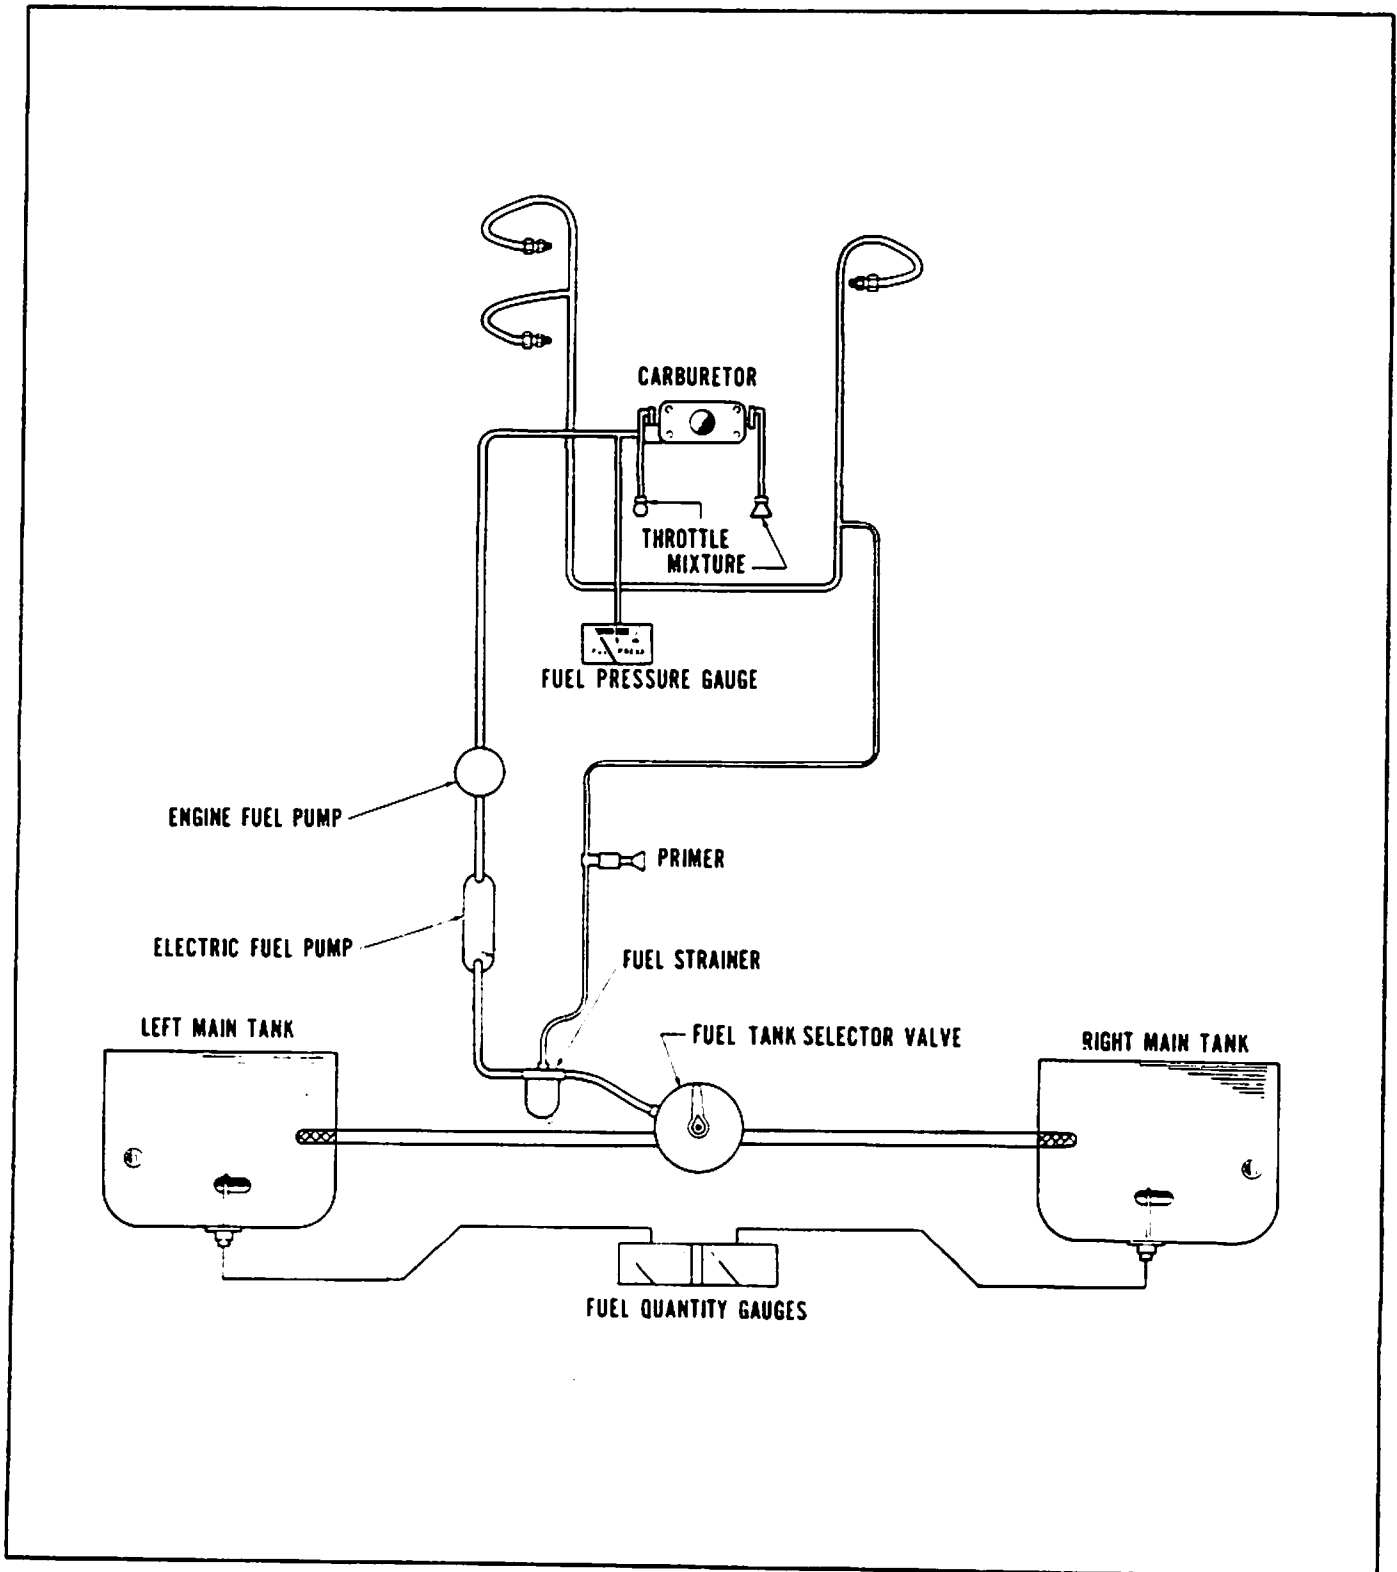 CARBURETOR
THROTTLE
MIXTURE
FUEL PRESSURE GAUGE
ENGINE FUEL PUMP
PRIMER
ELECTRIC FUEL PUMP
FUEL STRAINER
LEFT MAIN TANK
FUEL TANK SELECTOR VALVE
RIGHT MAIN TANK
FUEL QUANTITY GAUGES